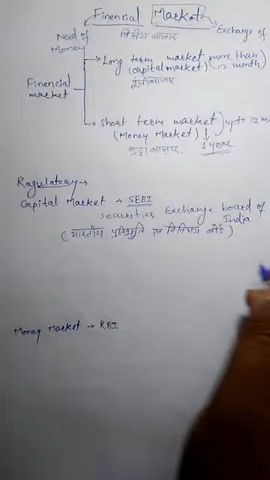 Financial Market
Need of Money
Exchange of
वित्तीय बाजार
Financial market
Long term market more than
(capital market) 12 month
पूंजी बाजार
Short term market upto 12 m
(Money Market) 1 year
मुद्रा बाजार
Ragulatory →
Capital Market → SEBI
securities Exchange board of
India
(भारतीय प्रतिभूति एवं विनिमय बोर्ड)
Money Market → RBI